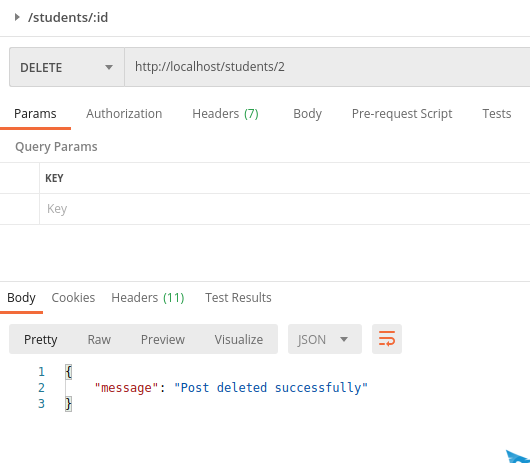 /students/:id
DELETE http://localhost/students/2
Params Authorization Headers (7) Body Pre-request Script Tests
Query Params
KEY
Key
Body Cookies Headers (11) Test Results
Pretty Raw Preview Visualize JSON
1 {
2 "message": "Post deleted successfully"
3 }